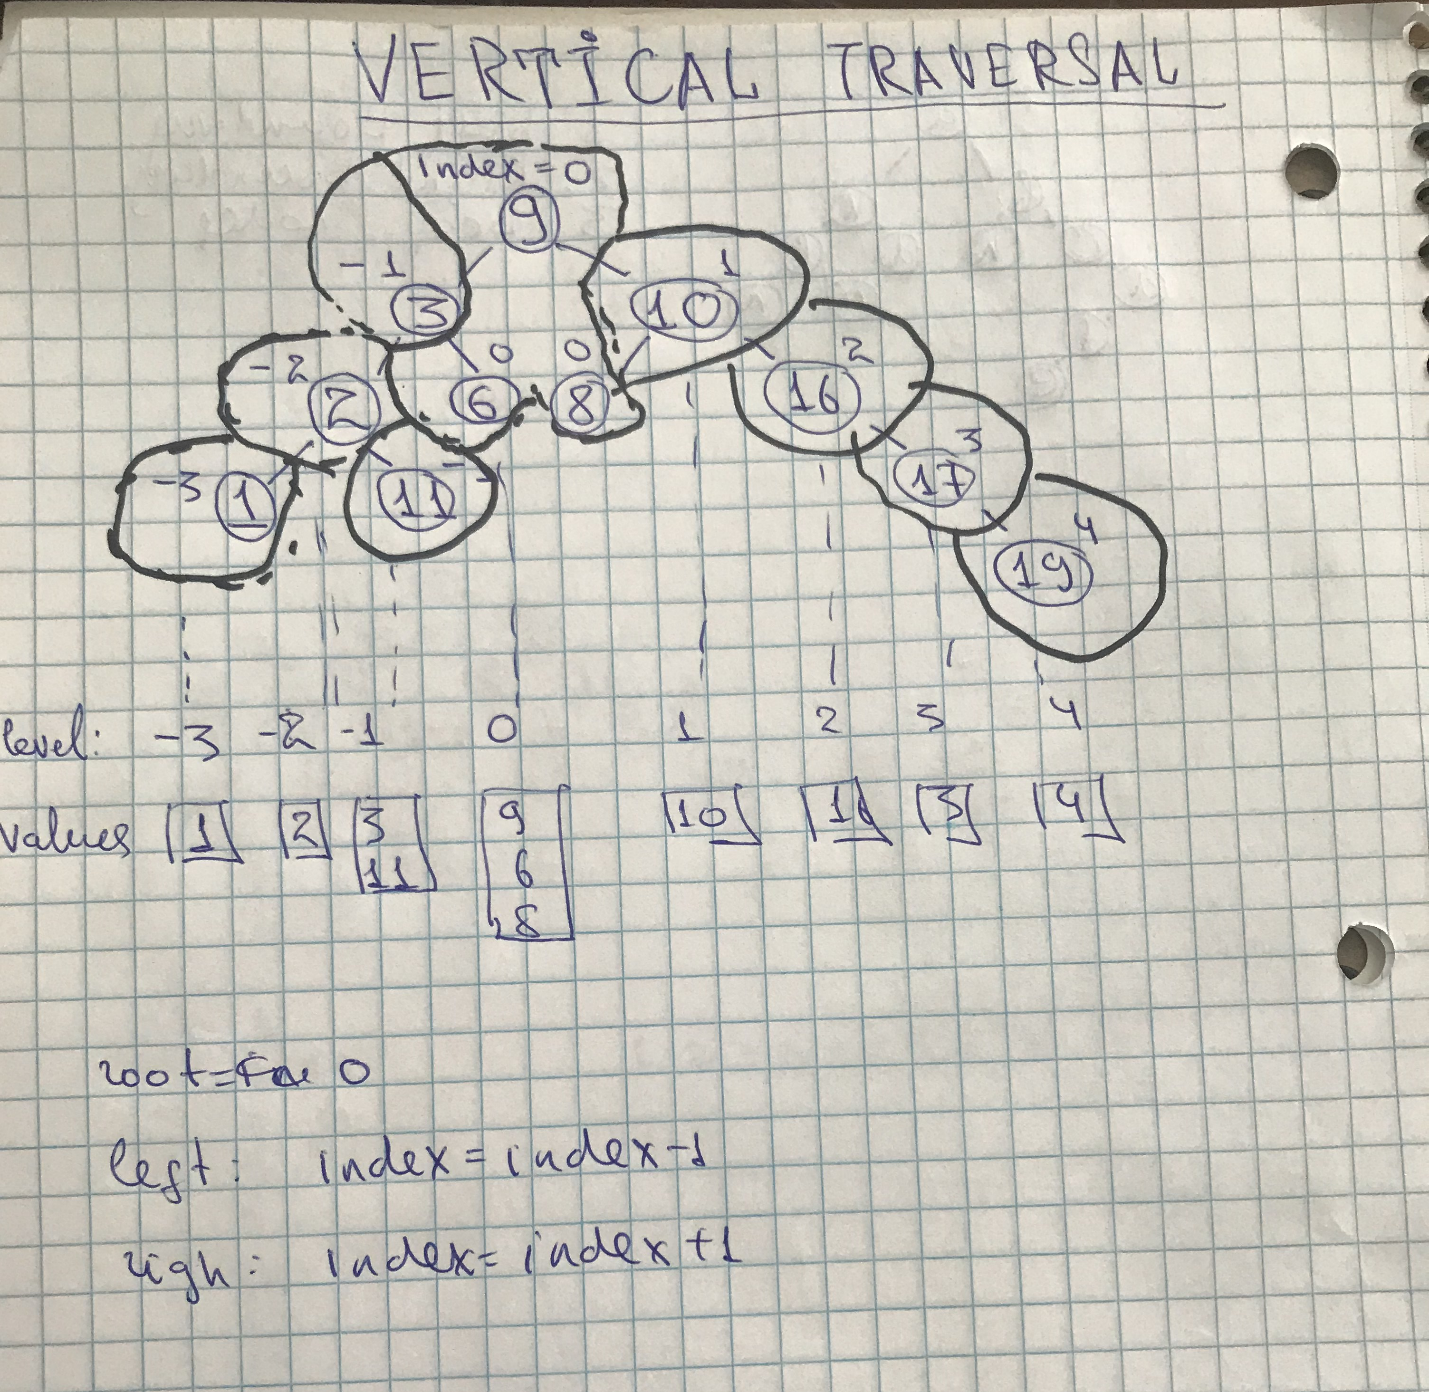 VERTICAL TRAVERSAL
index = 0
9
-1 1
3 10
-2 0 0 2
2 6 8 16
-3 -1 3
1 11 17
4
19
level: -3 -2 -1 0 1 2 3 4
values 1 2 3 9 10 16 3 4
11 6
8
root= 0
left: index = index-1
righ: index= index +1